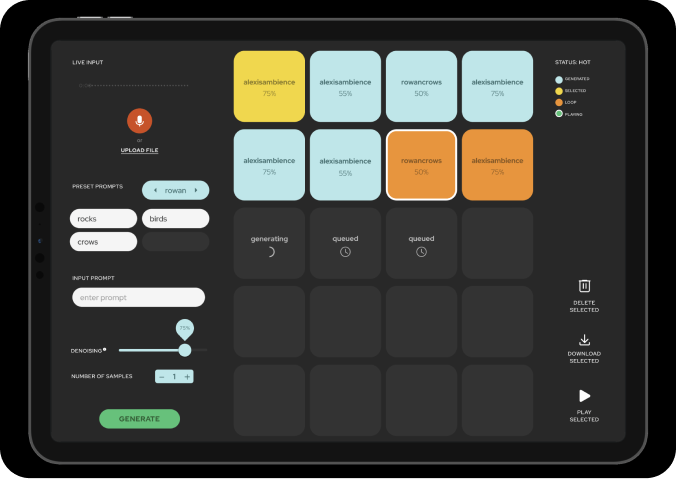 LIVE INPUT
or
UPLOAD FILE
PRESET PROMPTS
rowan
rocks
birds
crows
INPUT PROMPT
enter prompt
75%
DENOISING
NUMBER OF SAMPLES
− 1 +
GENERATE
alexisambience
75%
alexisambience
55%
rowancrows
50%
alexisambience
75%
alexisambience
75%
alexisambience
55%
rowancrows
50%
alexisambience
75%
generating
queued
queued
STATUS: HOT
GENERATED
SELECTED
LOOP
PLAYING
DELETE
SELECTED
DOWNLOAD
SELECTED
PLAY
SELECTED